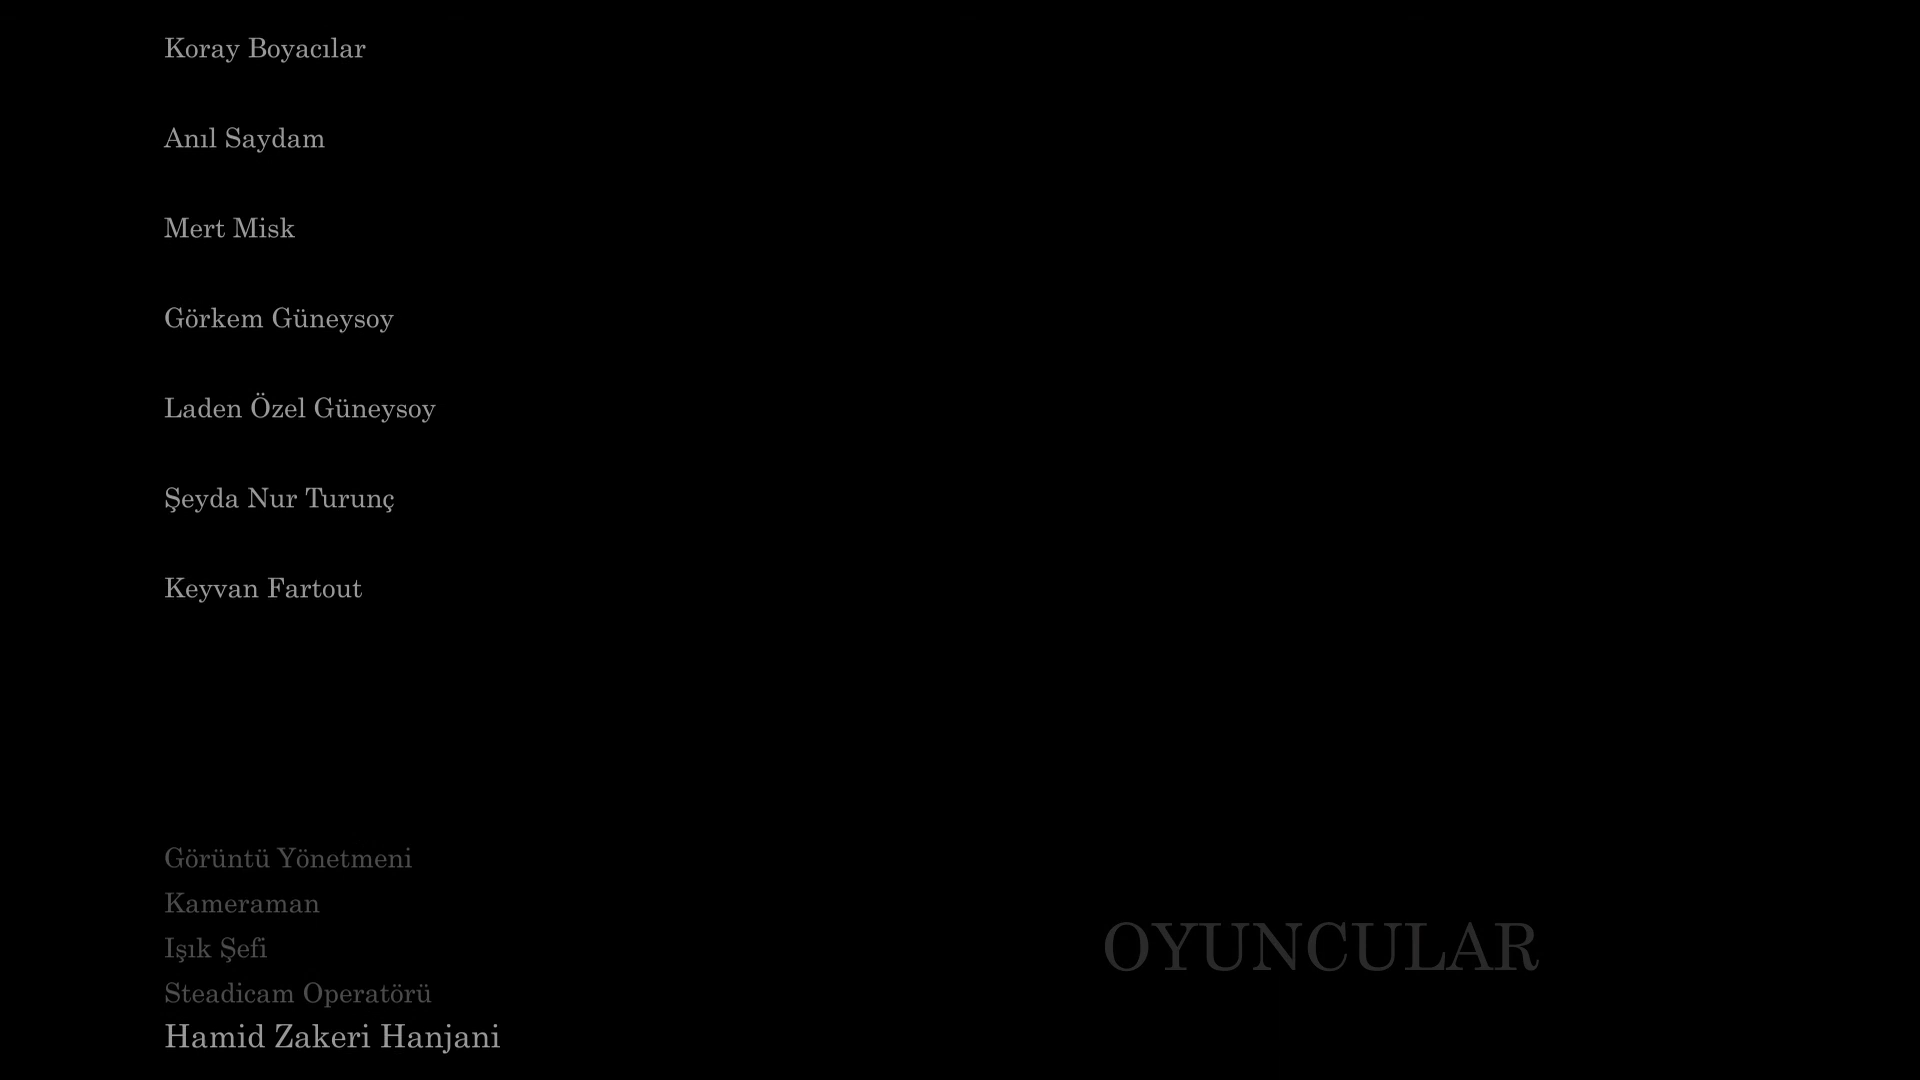 Koray Boyacılar
Anıl Saydam
Mert Misk
Görkem Güneysoy
Laden Özel Güneysoy
Şeyda Nur Turunç
Keyvan Fartout
Görüntü Yönetmeni
Kameraman
Işık Şefi
Steadicam Operatörü
Hamid Zakeri Hanjani
OYUNCULAR